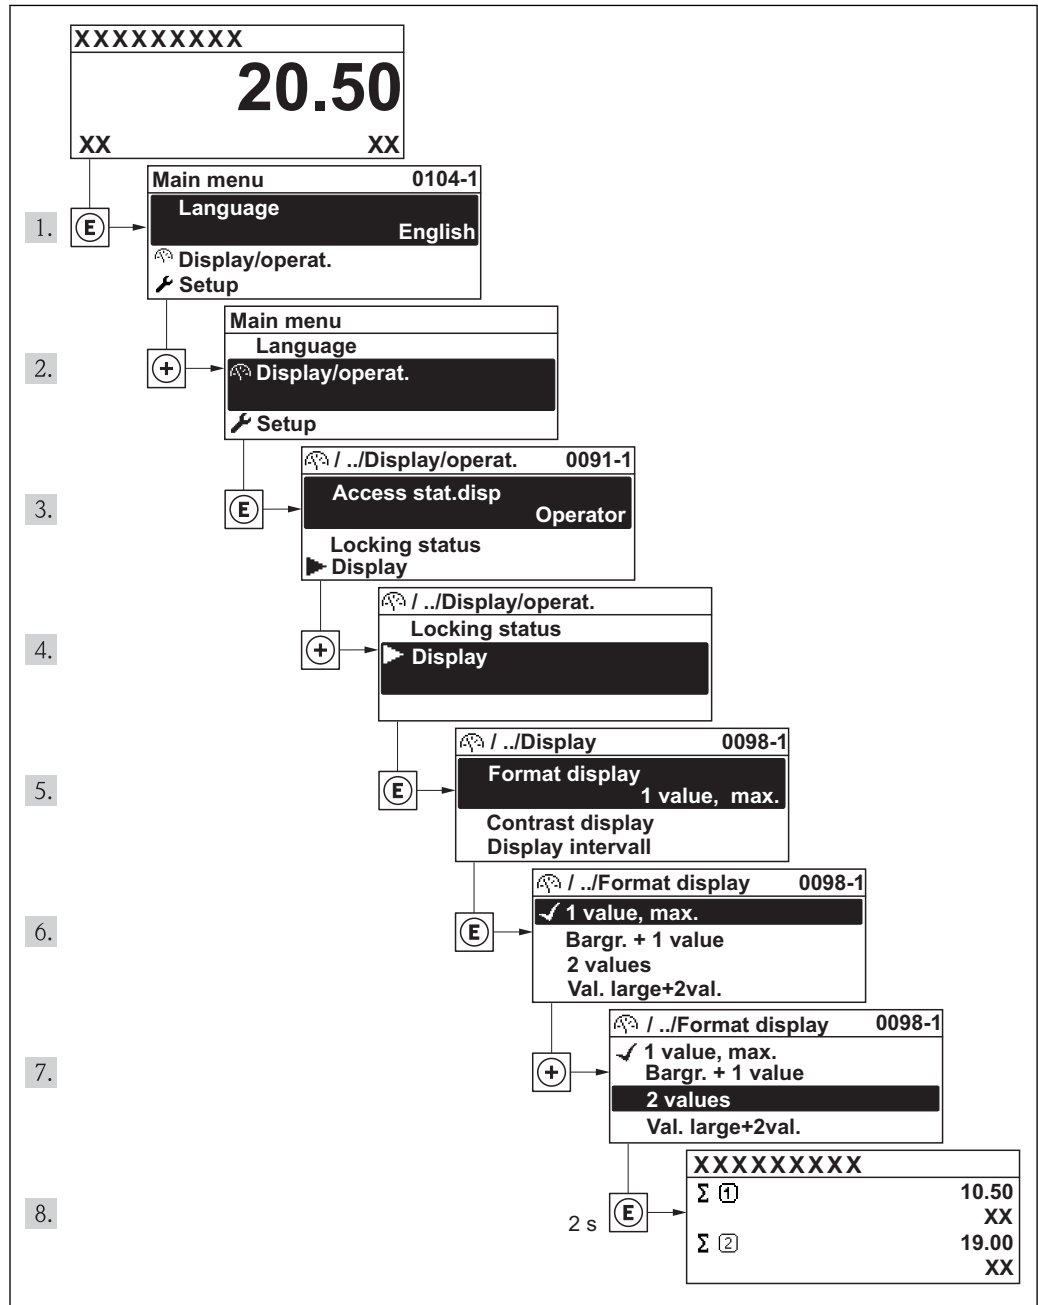 XXXXXXXXX
20.50
XX XX
Main menu 0104-1
1. E Language
English
Display/operat.
Setup
Main menu
Language
2. + Display/operat.
Setup
/ ../Display/operat. 0091-1
3. E Access stat.disp
Operator
Locking status
Display
/ ../Display/operat.
Locking status
4. + Display
/ ../Display 0098-1
5. E Format display
1 value, max.
Contrast display
Display intervall
/ ../Format display 0098-1
✓ 1 value, max.
6. E Bargr. + 1 value
2 values
Val. large+2val.
/ ../Format display 0098-1
✓ 1 value, max.
7. + Bargr. + 1 value
2 values
Val. large+2val.
XXXXXXXXX
Σ 1 10.50
8. 2 s E XX
Σ 2 19.00
XX